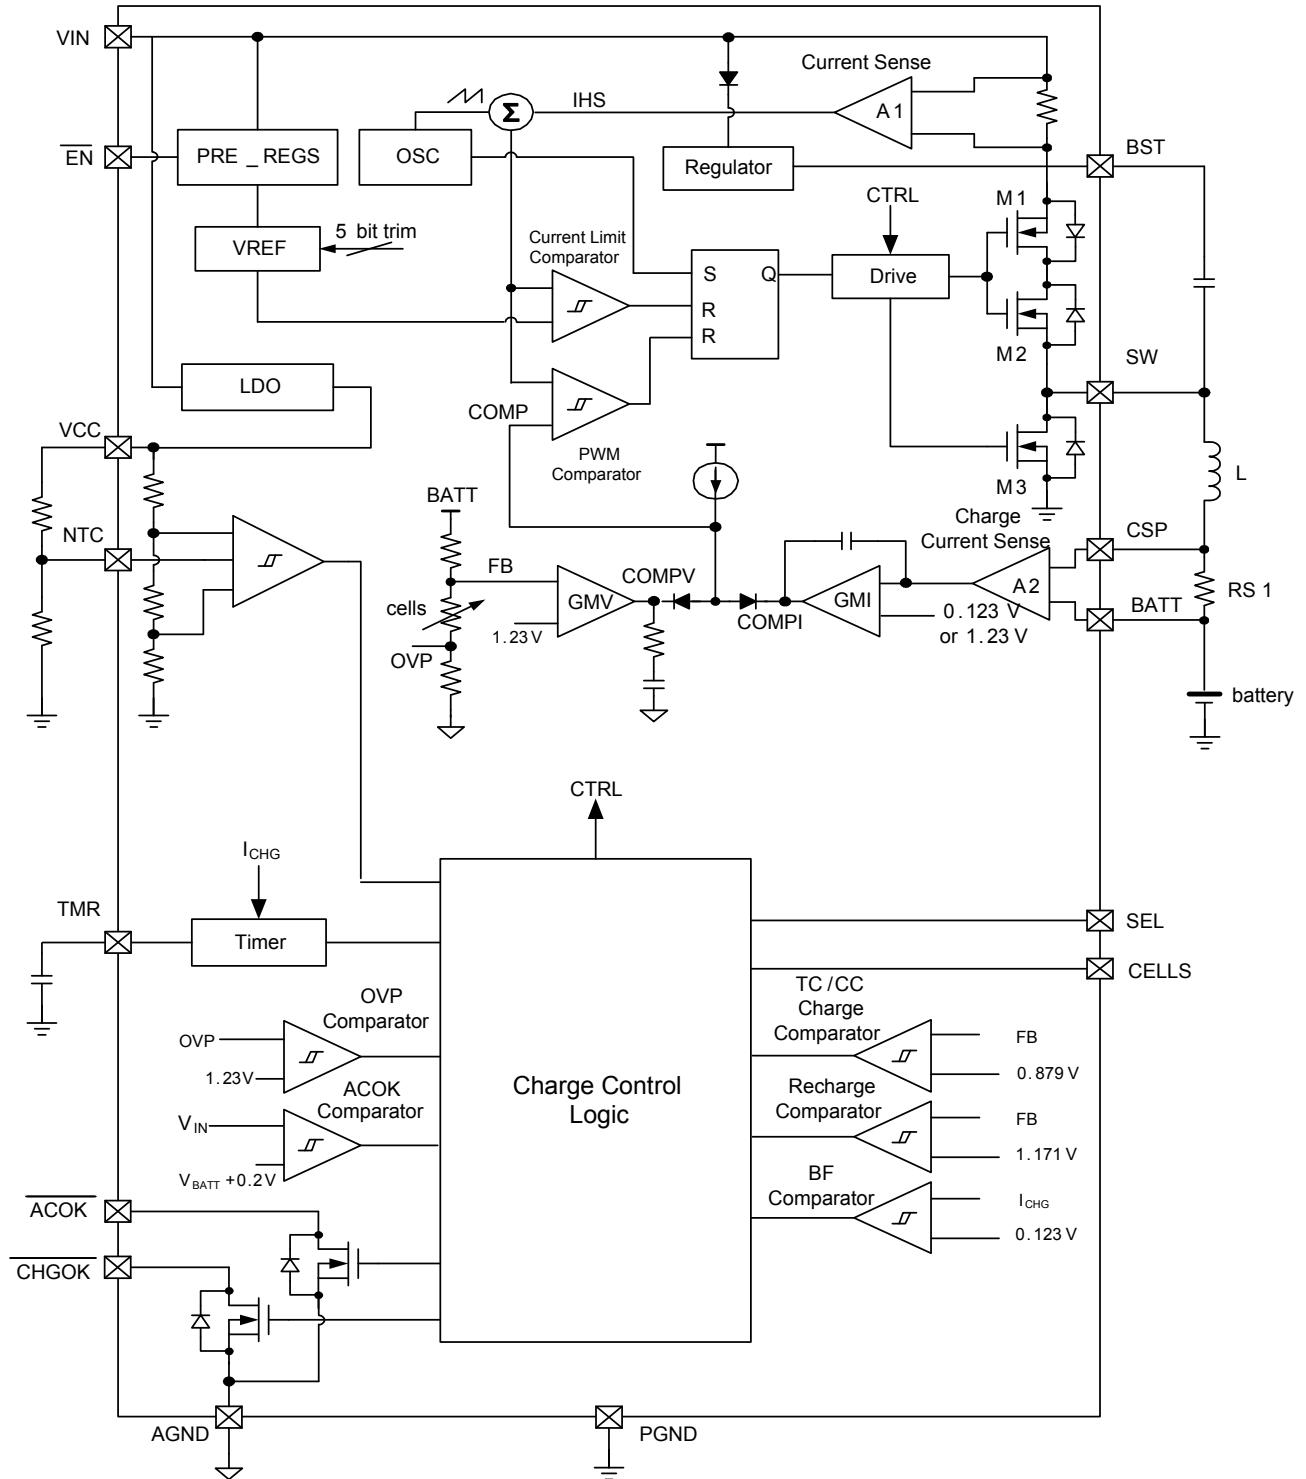 VIN
Current Sense
IHS
Σ
A1
EN
PRE _ REGS
OSC
Regulator
BST
CTRL
M1
5 bit trim
VREF
Current Limit
Comparator
S
Q
R
R
Drive
M2
SW
LDO
COMP
VCC
PWM
Comparator
M3
L
BATT
Charge
Current Sense
NTC
CSP
FB
COMPV
A2
RS 1
cells
GMV
GMI
BATT
COMPI
0.123 V
or 1.23 V
1.23 V
OVP
battery
CTRL
ICHG
TMR
Timer
SEL
CELLS
TC /CC
Charge
Comparator
OVP
Comparator
OVP
1.23V
FB
0.879 V
Charge Control
Logic
ACOK
Comparator
Recharge
Comparator
VIN
VBATT +0.2V
FB
1.171 V
BF
Comparator
ICHG
0.123 V
ACOK
CHGOK
AGND
PGND